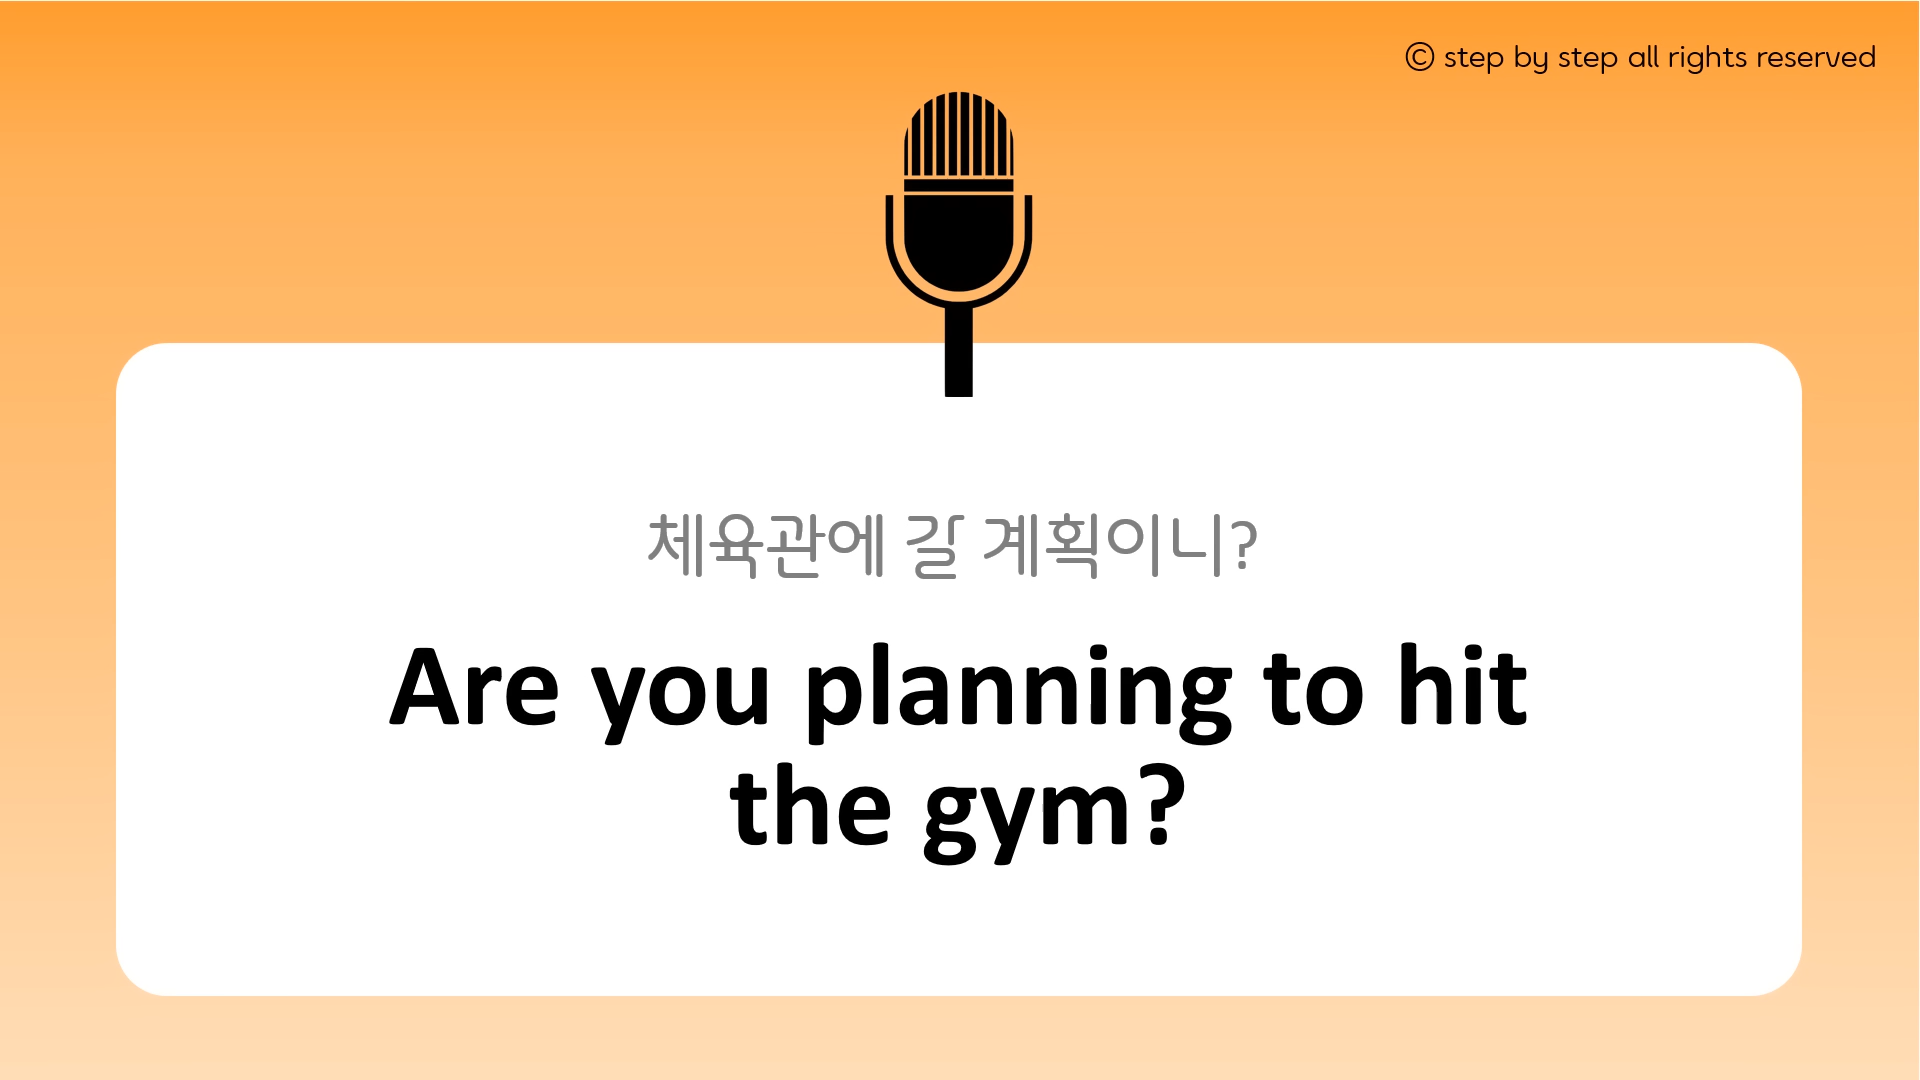 © step by step all rights reserved
체육관에 갈 계획이니?
Are you planning to hit
the gym?